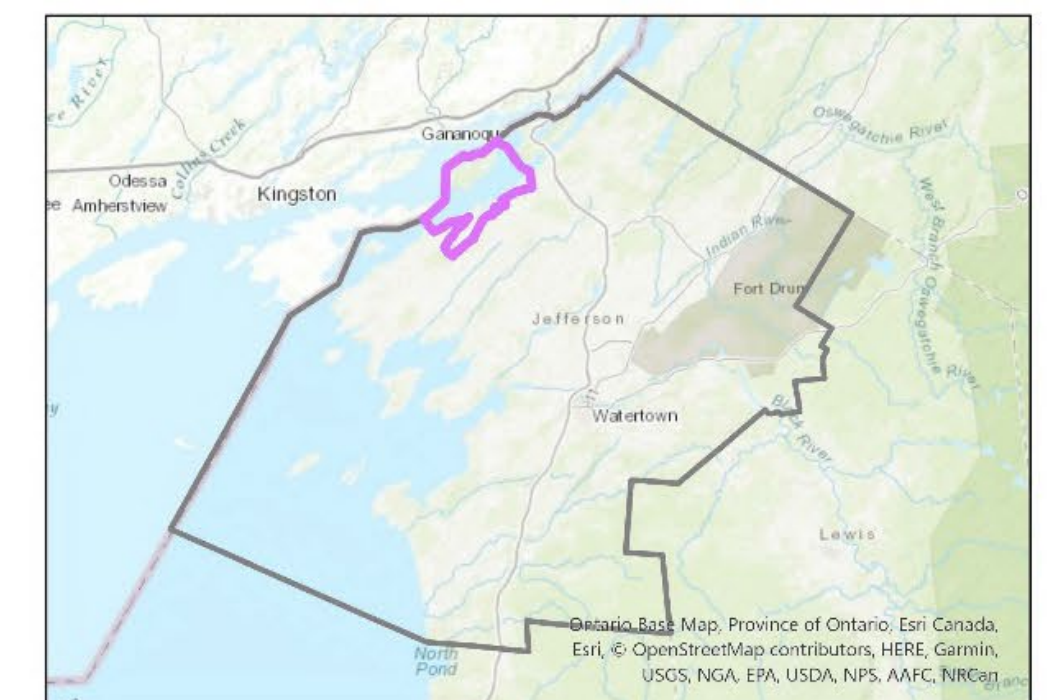 Oswegatchie River
Gananoqu
Collins Creek
Odessa
Kingston
Amherstview
West Branch Oswegatchie River
Indian River
Fort Drum
Jefferson
Watertown
Black River
Lewis
Ontario Base Map, Province of Ontario, Esri Canada,
Esri, © OpenStreetMap contributors, HERE, Garmin,
USGS, NGA, EPA, USDA, NPS, AAFC, NRCan
North
Pond